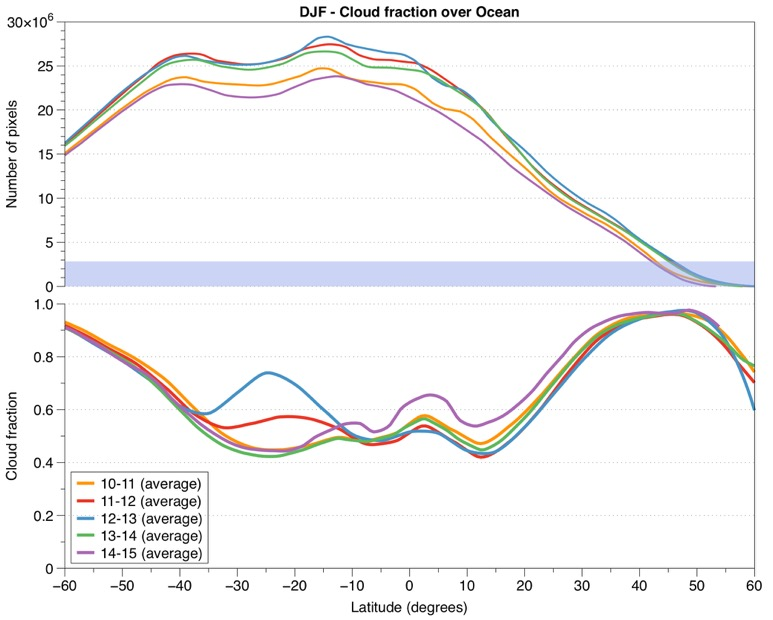 DJF - Cloud fraction over Ocean
30×10⁶
25
20
15
10
5
0
Number of pixels
1.0
0.8
0.6
0.4
0.2
0
Cloud fraction
10-11 (average)
11-12 (average)
12-13 (average)
13-14 (average)
14-15 (average)
−60 −50 −40 −30 −20 −10 0 10 20 30 40 50 60
Latitude (degrees)